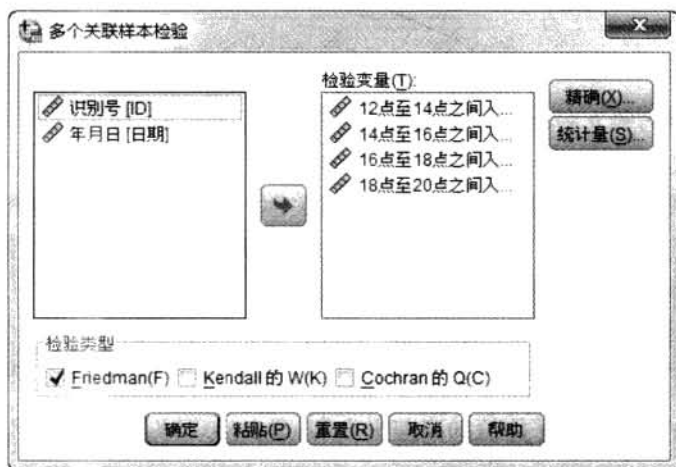 多个关联样本检验
检验变量(T):
识别号 [ID]
年月日 [日期]
12点至14点之间入...
14点至16点之间入...
16点至18点之间入...
18点至20点之间入...
精确(X)...
统计量(S)...
检验类型
Friedman(F) Kendall 的 W(K) Cochran 的 Q(C)
确定 粘贴(P) 重置(R) 取消 帮助